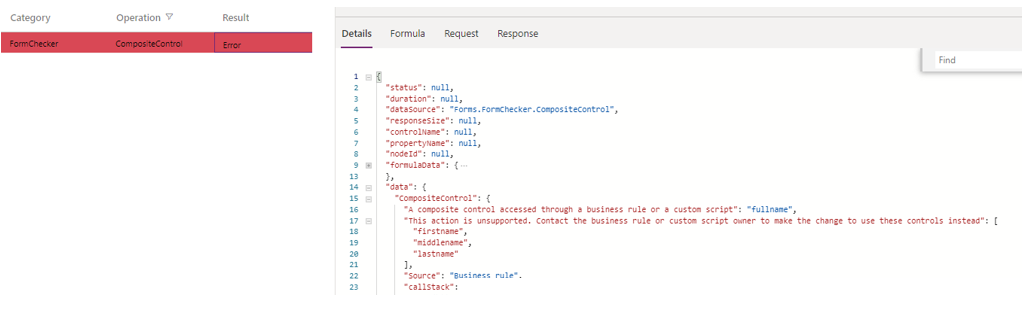 Category Operation Result
FormChecker CompositeControl Error
Details Formula Request Response
Find
1 {
2 "status": null,
3 "duration": null,
4 "dataSource": "Forms.FormChecker.CompositeControl",
5 "responseSize": null,
6 "controlName": null,
7 "propertyName": null,
8 "nodeId": null,
9 "formulaData": { ...
13 },
14 "data": {
15 "CompositeControl": {
16 "A composite control accessed through a business rule or a custom script": "fullname",
17 "This action is unsupported. Contact the business rule or custom script owner to make the change to use these controls instead": [
18 "firstname",
19 "middlename",
20 "lastname"
21 ],
22 "Source": "Business rule".
23 "callStack":